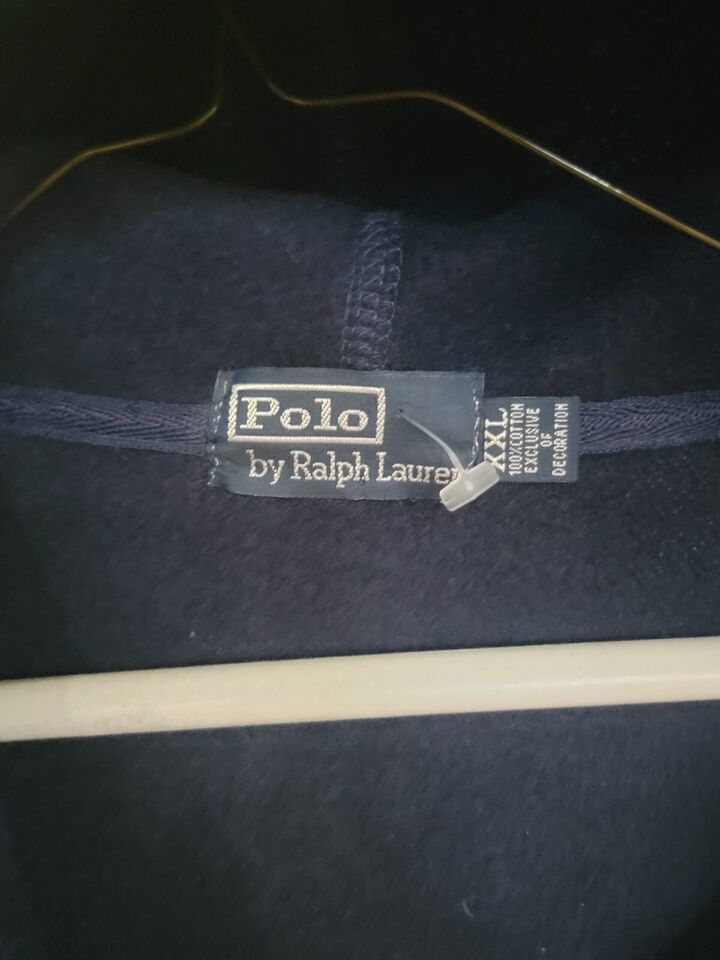 Polo
by Ralph Lauren
XXL
100% COTTON
EXCLUSIVE
OF
DECORATION